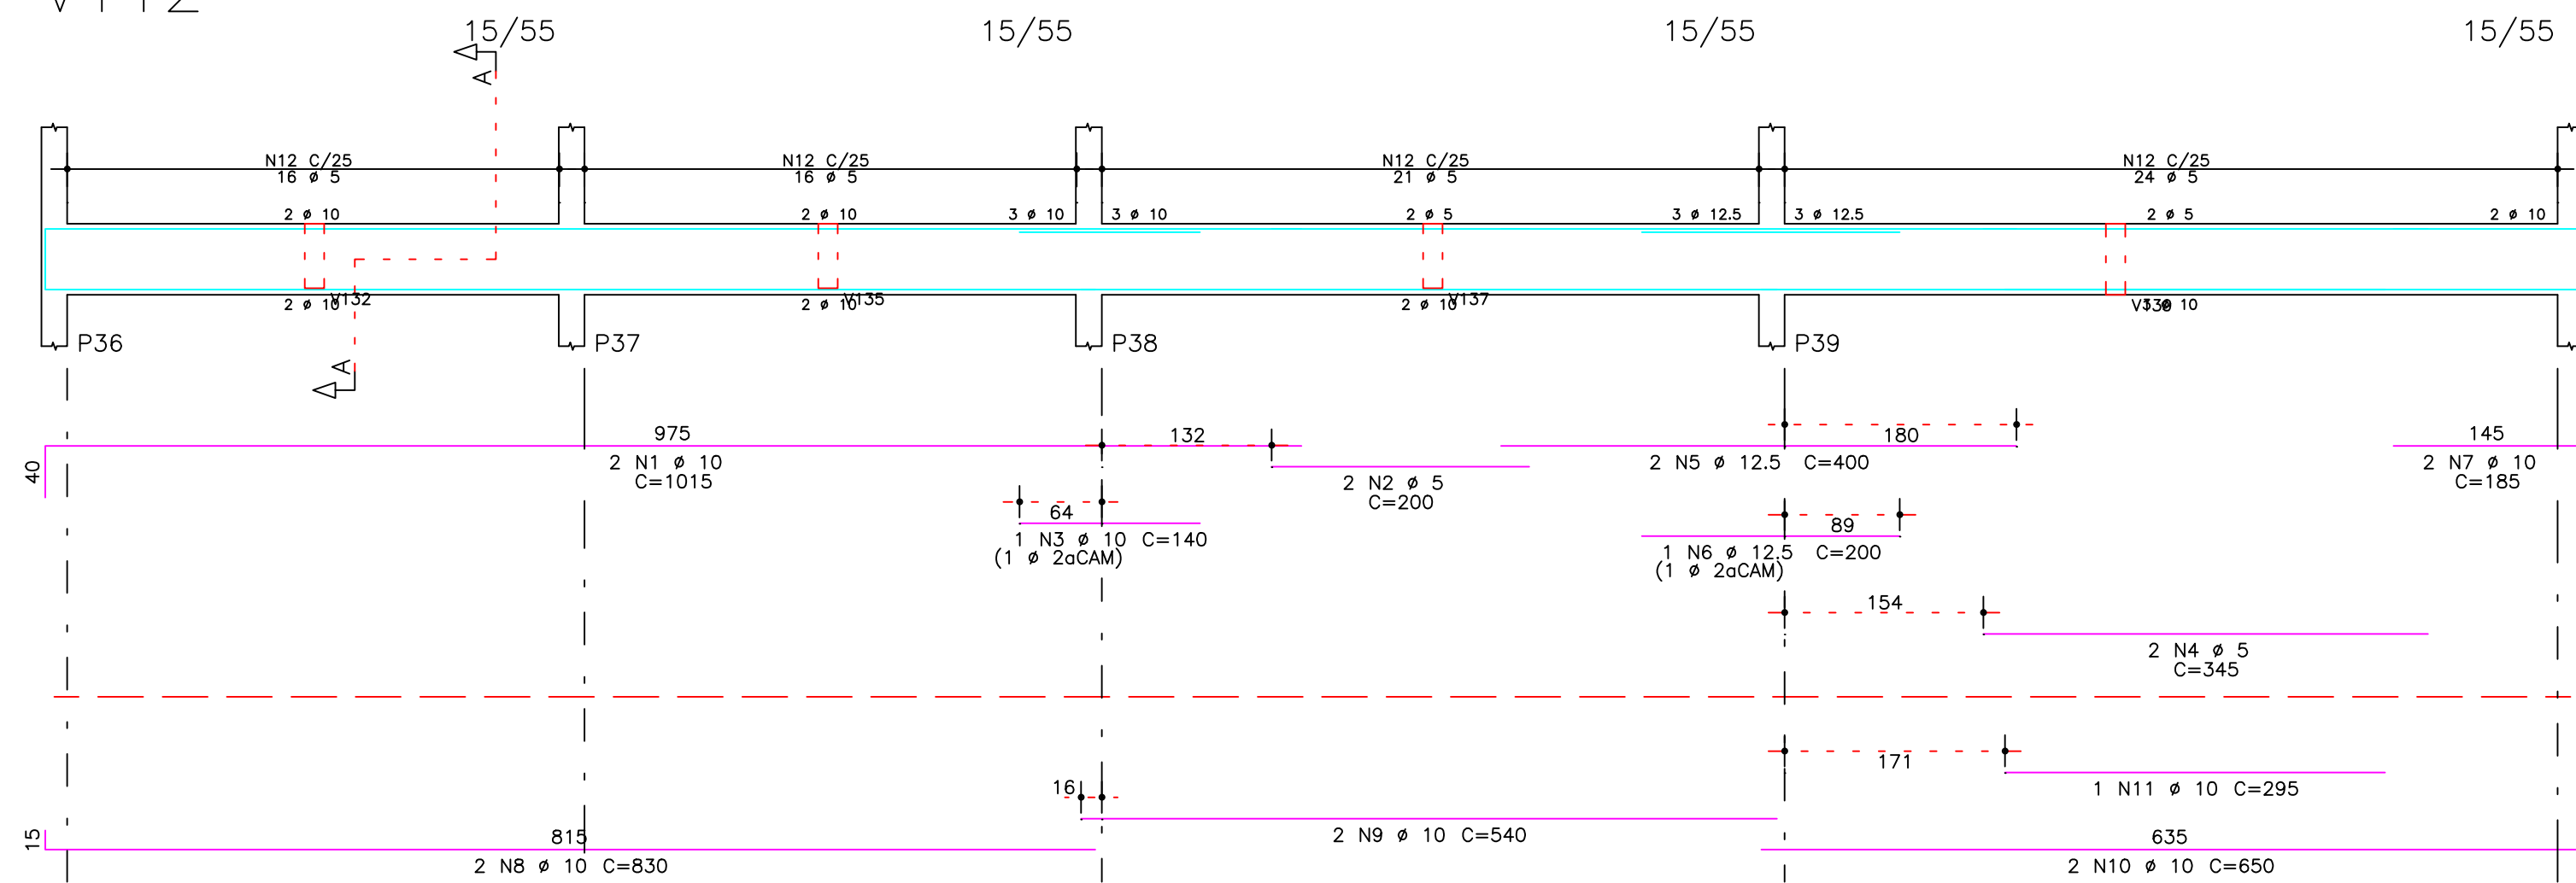 15/55 15/55 15/55 15/55
A
N12 C/25 N12 C/25 N12 C/25 N12 C/25
16 ø 5 16 ø 5 21 ø 5 24 ø 5
2 ø 10 2 ø 10 3 ø 10 3 ø 10 2 ø 5 3 ø 12.5 3 ø 12.5 2 ø 5 2 ø 10
V132 V135 V137
2 ø 10 2 ø 10 2 ø 10 ø 10
P36 P37 P38 P39
A
975 132 180 145
40
2 N1 ø 10 2 N5 ø 12.5 C=400 2 N7 ø 10
C=1015 2 N2 ø 5 C=185
C=200
64 89
1 N3 ø 10 C=140 1 N6 ø 12.5 C=200
(1 ø 2aCAM) (1 ø 2aCAM)
154
2 N4 ø 5
C=345
171
16 1 N11 ø 10 C=295
15
815 2 N9 ø 10 C=540 635
2 N8 ø 10 C=830 2 N10 ø 10 C=650